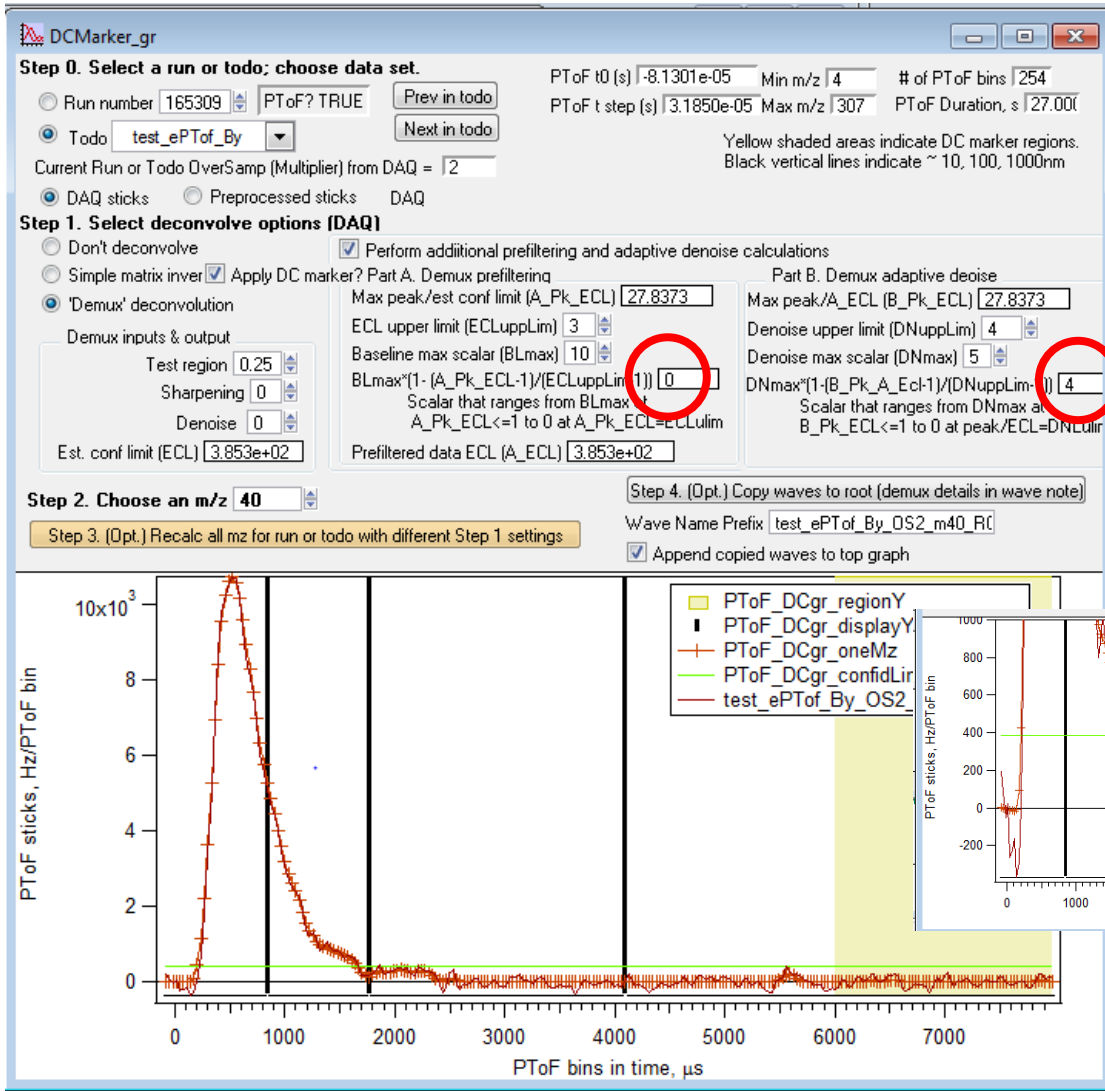 DCMarker_gr
Step 0. Select a run or todo; choose data set.
Run number 165309 PToF? TRUE
Prev in todo
Todo test_ePTof_By
Next in todo
Current Run or Todo OverSamp (Multiplier) from DAQ = 2
DAQ sticks Preprocessed sticks DAQ
PToF t0 (s) -8.1301e-05 Min m/z 4 # of PToF bins 254
PToF t step (s) 3.1850e-05 Max m/z 307 PToF Duration, s 27.00
Yellow shaded areas indicate DC marker regions.
Black vertical lines indicate ~ 10, 100, 1000nm
Step 1. Select deconvolve options (DAQ)
Don't deconvolve
Simple matrix inver
Apply DC marker?
'Demux' deconvolution
Demux inputs & output
Test region 0.25
Sharpening 0
Denoise 0
Est. conf limit (ECL) 3.853e+02
Perform addiitional prefiltering and adaptive denoise calculations
Part A. Demux prefiltering
Max peak/est conf limit (A_Pk_ECL) 27.8373
ECL upper limit (ECLuppLim) 3
Baseline max scalar (BLmax) 10
BLmax*(1- (A_Pk_ECL-1)/(ECLuppLim-1)) 0
Scalar that ranges from BLmax at
A_Pk_ECL<=1 to 0 at A_Pk_ECL=ECLulim
Prefiltered data ECL (A_ECL) 3.853e+02
Part B. Demux adaptive deoise
Max peak/A_ECL (B_Pk_ECL) 27.8373
Denoise upper limit (DNuppLim) 4
Denoise max scalar (DNmax) 5
DNmax*(1-(B_Pk_A_Ecl-1)/(DNuppLim- )) 4
Scalar that ranges from DNmax at
B_Pk_ECL<=1 to 0 at peak/ECL=DNLulim
Step 2. Choose an m/z 40
Step 3. (Opt.) Recalc all mz for run or todo with different Step 1 settings
Step 4. (Opt.) Copy waves to root (demux details in wave note)
Wave Name Prefix test_ePTof_By_OS2_m40_R
Append copied waves to top graph
PToF_DCgr_regionY
PToF_DCgr_displayY
PToF_DCgr_oneMz
PToF_DCgr_confidLi
test_ePTof_By_OS2_
PToF sticks, Hz/PToF bin
10x10³
8
6
4
2
0
0 1000 2000 3000 4000 5000 6000 7000
PToF bins in time, µs
PToF sticks, Hz/PToF bin
1000
800
600
400
200
0
-200
0 1000